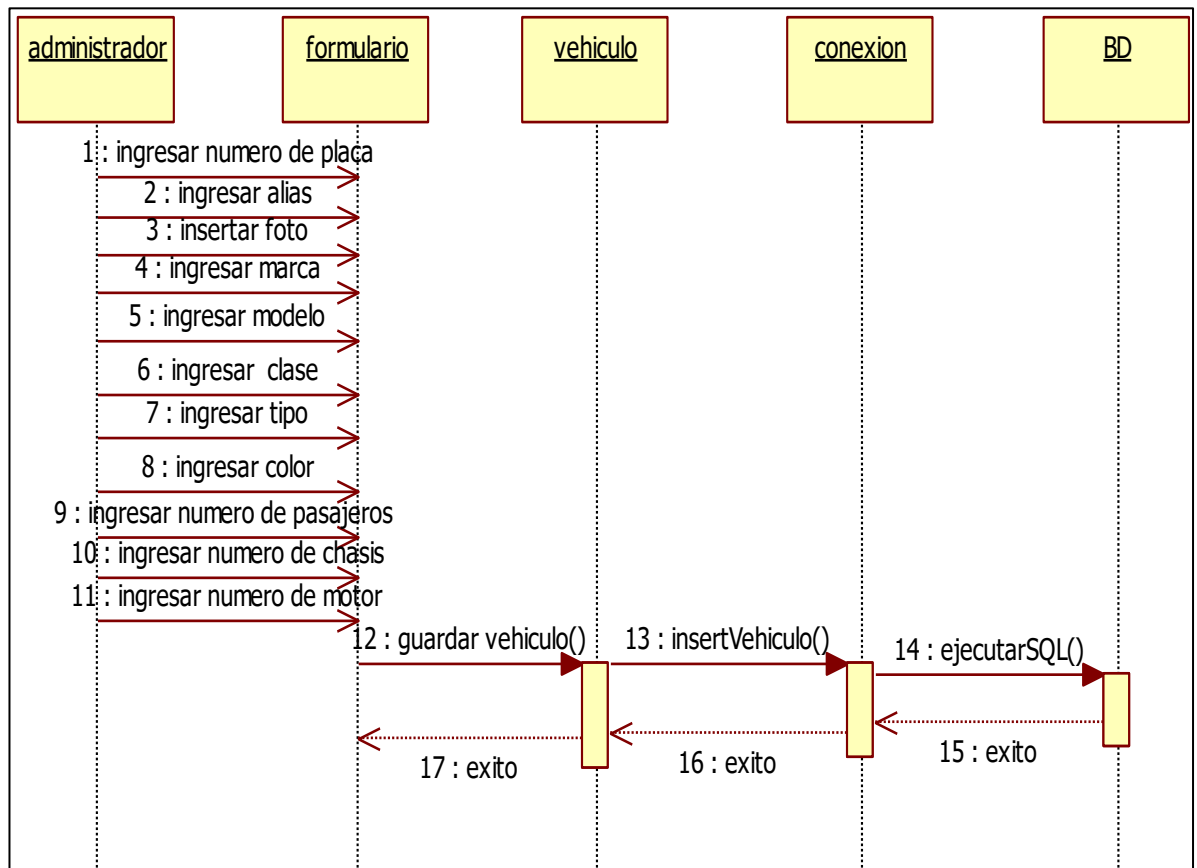 administrador
formulario
vehiculo
conexion
BD
1 : ingresar numero de placa
2 : ingresar alias
3 : insertar foto
4 : ingresar marca
5 : ingresar modelo
6 : ingresar  clase
7 : ingresar tipo
8 : ingresar color
9 : ingresar numero de pasajeros
10 : ingresar numero de chasis
11 : ingresar numero de motor
12 : guardar vehiculo()
13 : insertVehiculo()
14 : ejecutarSQL()
15 : exito
16 : exito
17 : exito